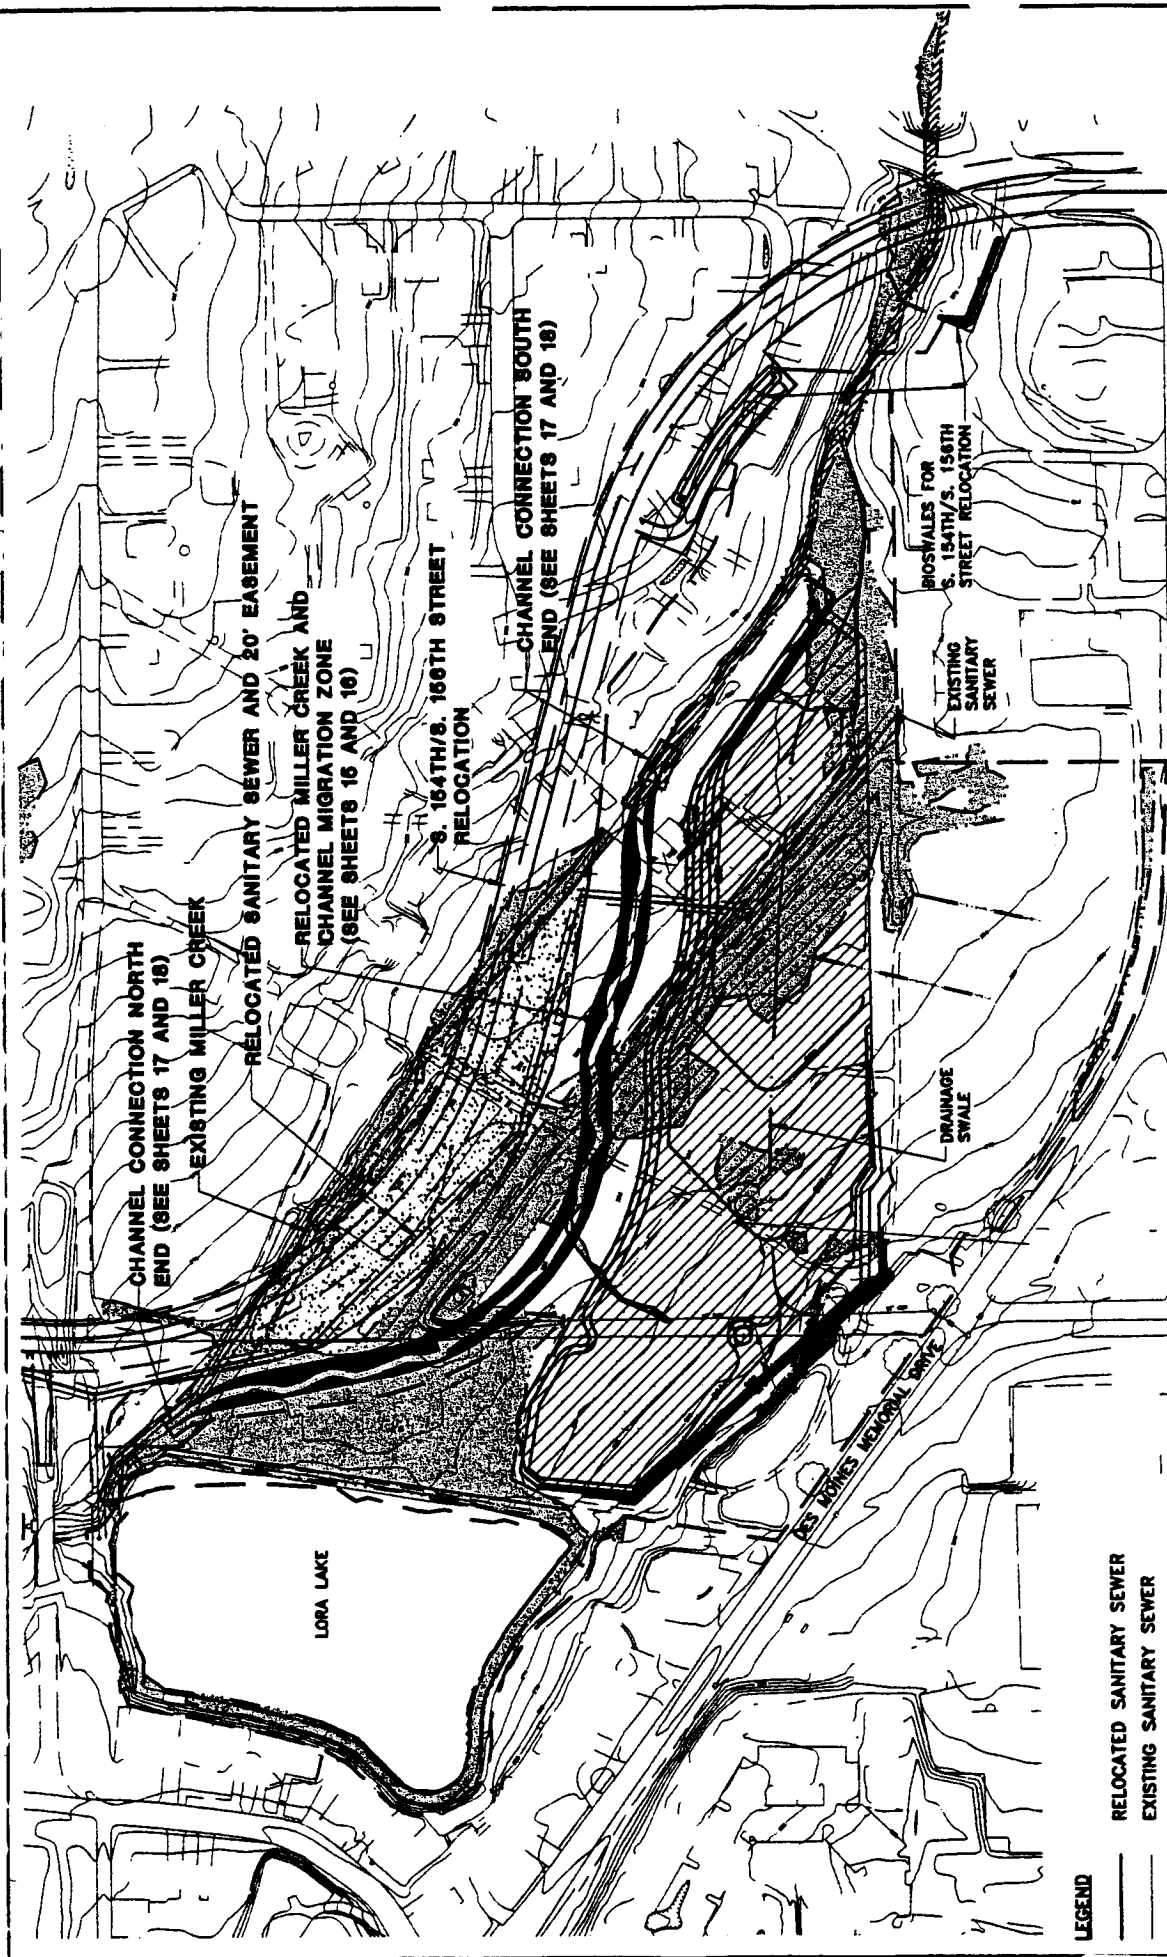 CHANNEL CONNECTION NORTH
END (SEE SHEETS 17 AND 18)
EXISTING MILLER CREEK
RELOCATED SANITARY SEWER AND 20' EASEMENT
RELOCATED MILLER CREEK AND
CHANNEL MIGRATION ZONE
(SEE SHEETS 15 AND 16)
S. 154TH/S. 156TH STREET
RELOCATION
CHANNEL CONNECTION SOUTH
END (SEE SHEETS 17 AND 18)
BIOSWALES FOR
S. 154TH/S. 156TH
STREET RELOCATION
EXISTING
SANITARY
SEWER
DRAINAGE
SWALE
DES MOINES MEMORIAL DRIVE
LORA LAKE
LEGEND
RELOCATED SANITARY SEWER
EXISTING SANITARY SEWER